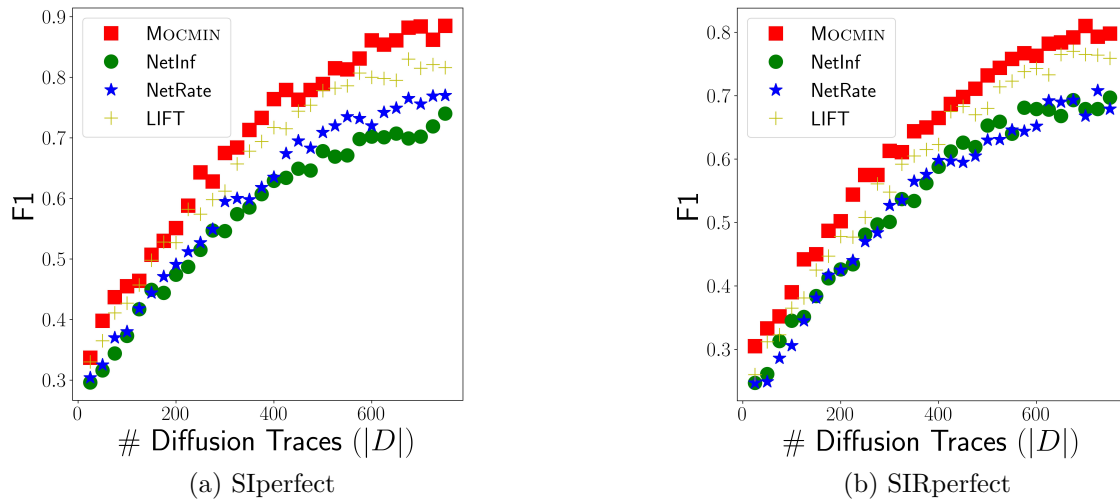 0.9
0.8
0.7
0.6
0.5
0.4
0.3
F1
MOCMIN
NetInf
NetRate
LIFT
0
200
400
600
# Diffusion Traces (|D|)
(a) SIperfect
0.8
0.7
0.6
0.5
0.4
0.3
F1
MOCMIN
NetInf
NetRate
LIFT
0
200
400
600
# Diffusion Traces (|D|)
(b) SIRperfect